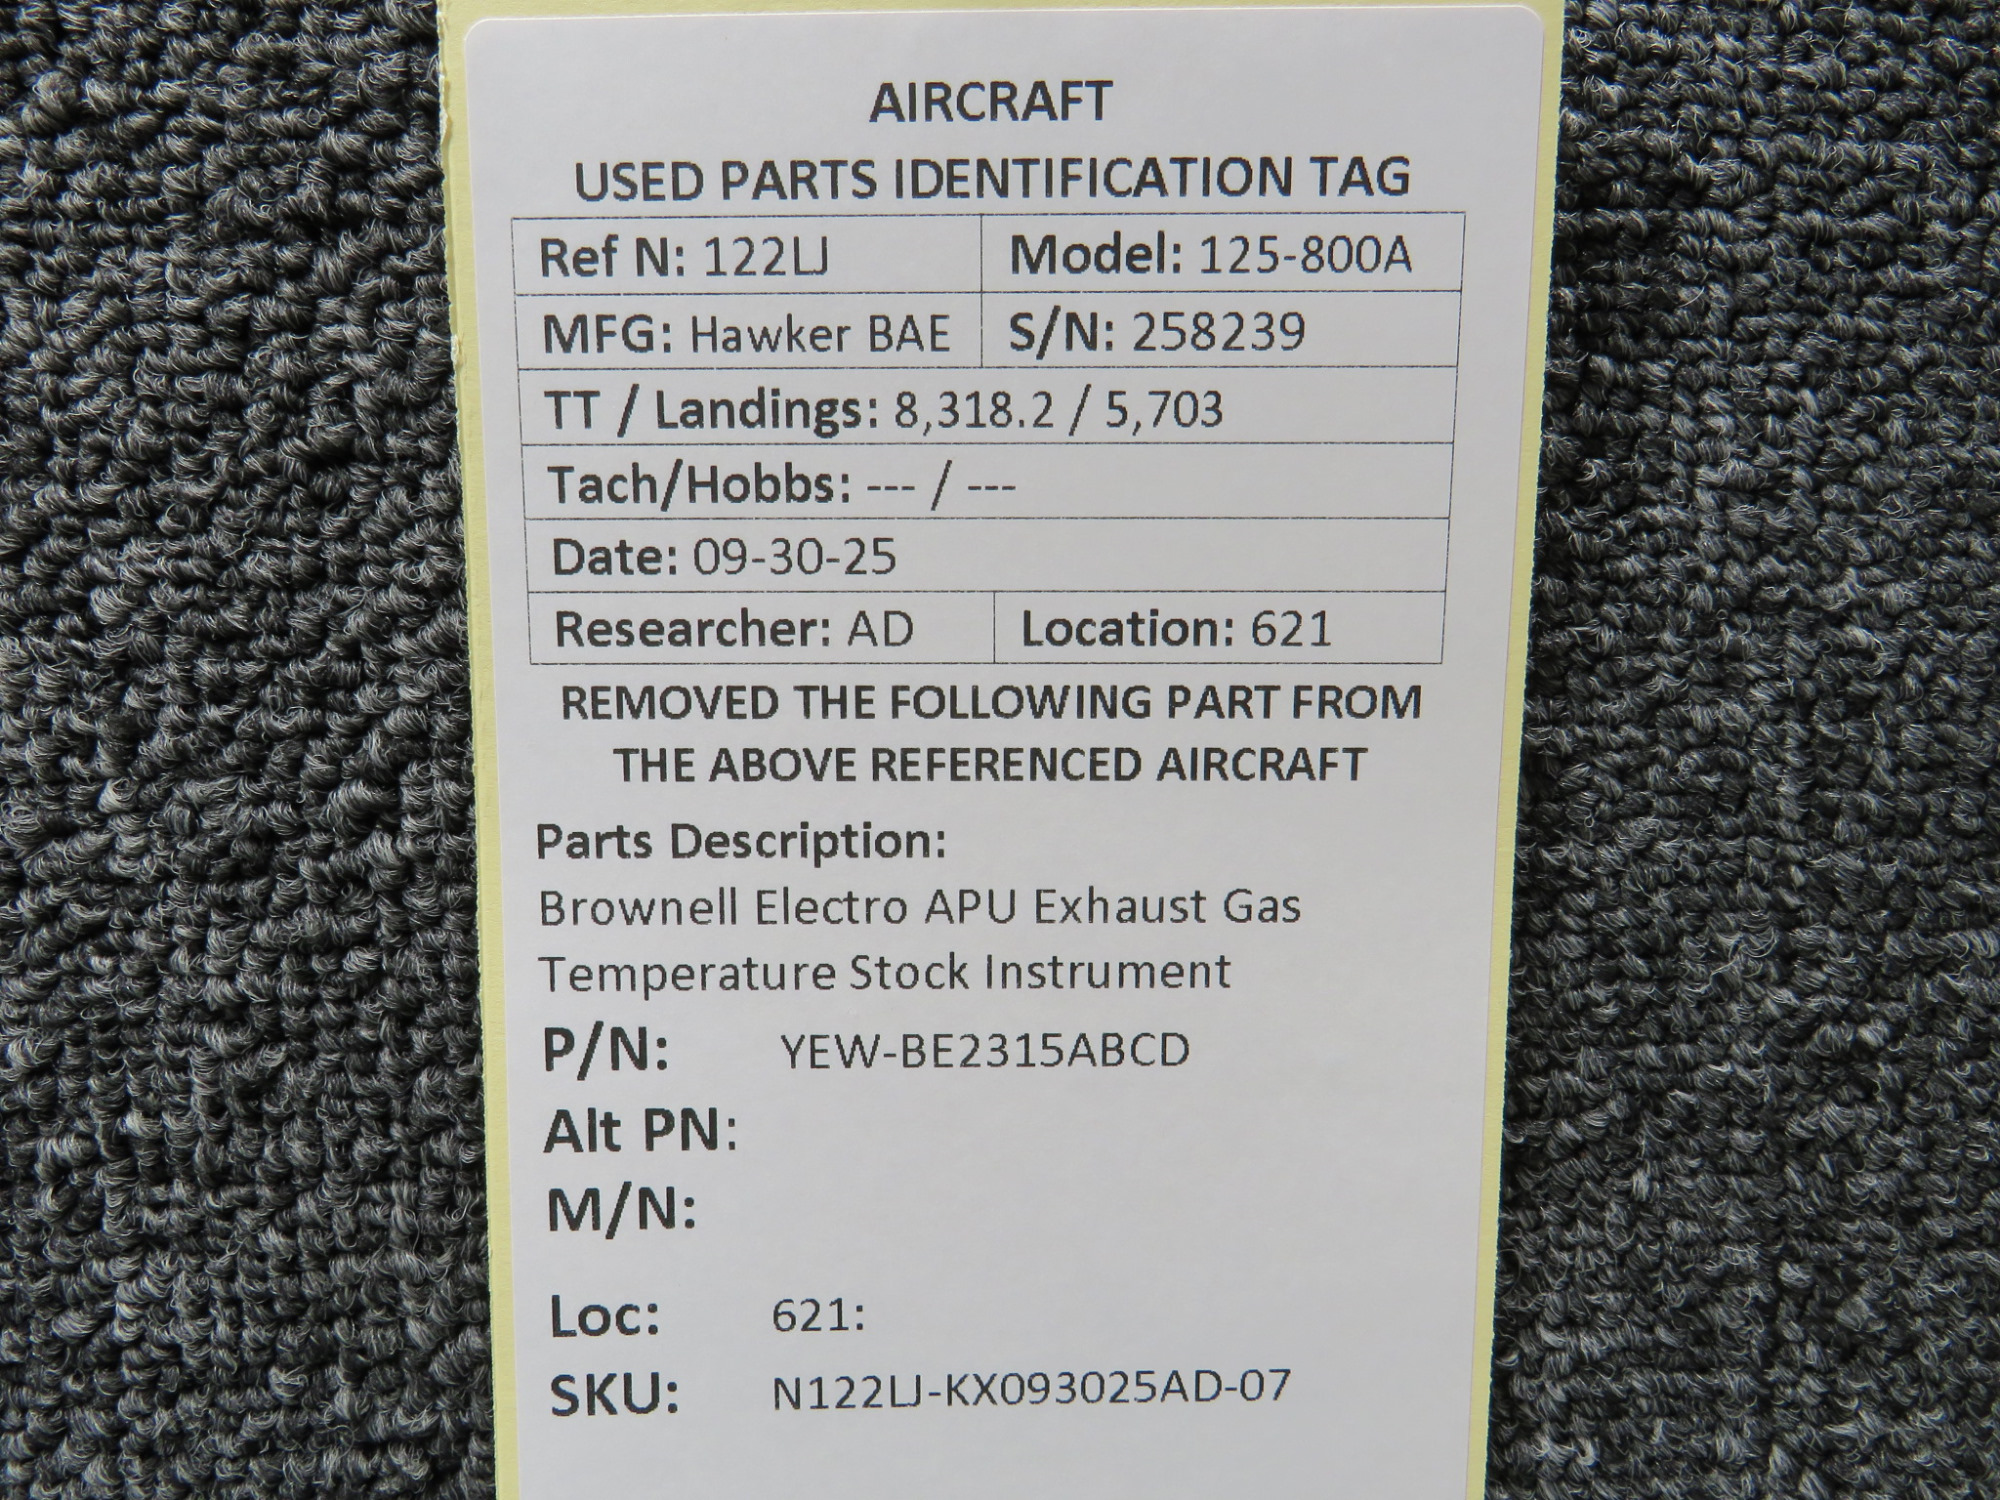 AIRCRAFT
USED PARTS IDENTIFICATION TAG
Ref N: 122LJ Model: 125-800A
MFG: Hawker BAE S/N: 258239
TT / Landings: 8,318.2 / 5,703
Tach/Hobbs: --- / ---
Date: 09-30-25
Researcher: AD Location: 621
REMOVED THE FOLLOWING PART FROM
THE ABOVE REFERENCED AIRCRAFT
Parts Description:
Brownell Electro APU Exhaust Gas
Temperature Stock Instrument
P/N: YEW-BE2315ABCD
Alt PN:
M/N:
Loc: 621:
SKU: N122LJ-KX093025AD-07